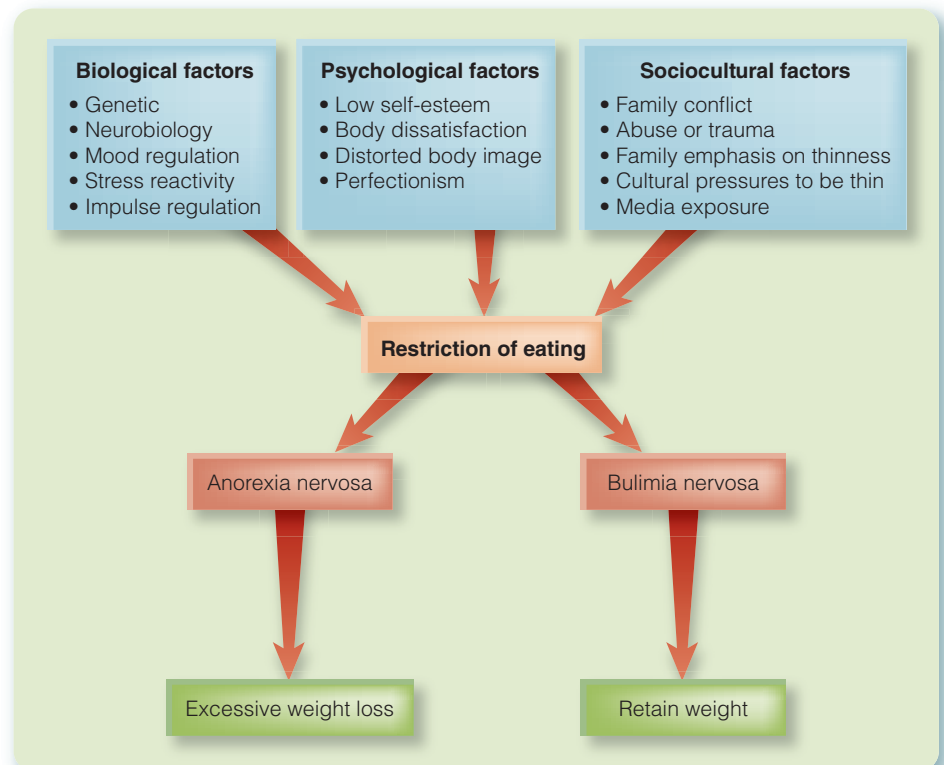 Biological factors
• Genetic
• Neurobiology
• Mood regulation
• Stress reactivity
• Impulse regulation
Psychological factors
• Low self-esteem
• Body dissatisfaction
• Distorted body image
• Perfectionism
Sociocultural factors
• Family conflict
• Abuse or trauma
• Family emphasis on thinness
• Cultural pressures to be thin
• Media exposure
Restriction of eating
Anorexia nervosa
Bulimia nervosa
Excessive weight loss
Retain weight